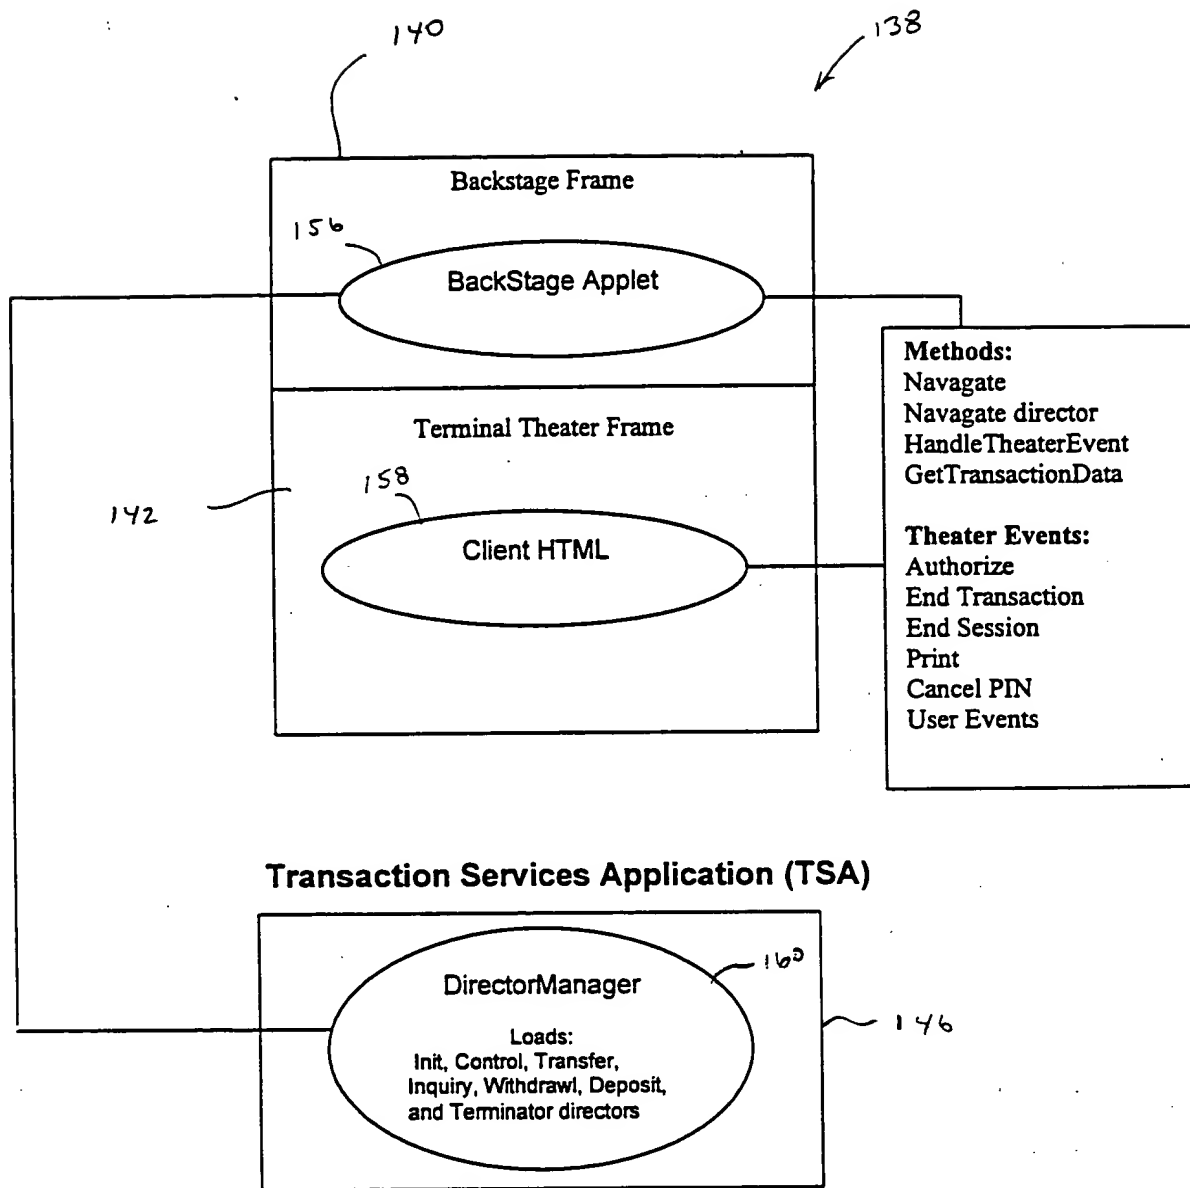 140
138
Backstage Frame
156
BackStage Applet
Methods:
Navagate
Navagate director
HandleTheaterEvent
GetTransactionData
Terminal Theater Frame
142
158
Client HTML
Theater Events:
Authorize
End Transaction
End Session
Print
Cancel PIN
User Events
Transaction Services Application (TSA)
DirectorManager
160
Loads:
Init, Control, Transfer,
Inquiry, Withdrawl, Deposit,
and Terminator directors
146